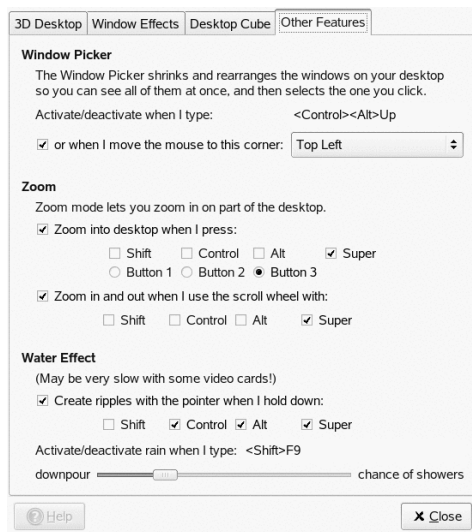 3D Desktop Window Effects Desktop Cube Other Features
Window Picker
The Window Picker shrinks and rearranges the windows on your desktop
so you can see all of them at once, and then selects the one you click.
Activate/deactivate when I type: <Control><Alt>Up
or when I move the mouse to this corner: Top Left
Zoom
Zoom mode lets you zoom in on part of the desktop.
Zoom into desktop when I press:
Shift Control Alt Super
Button 1 Button 2 Button 3
Zoom in and out when I use the scroll wheel with:
Shift Control Alt Super
Water Effect
(May be very slow with some video cards!)
Create ripples with the pointer when I hold down:
Shift Control Alt Super
Activate/deactivate rain when I type: <Shift>F9
downpour chance of showers
Help Close